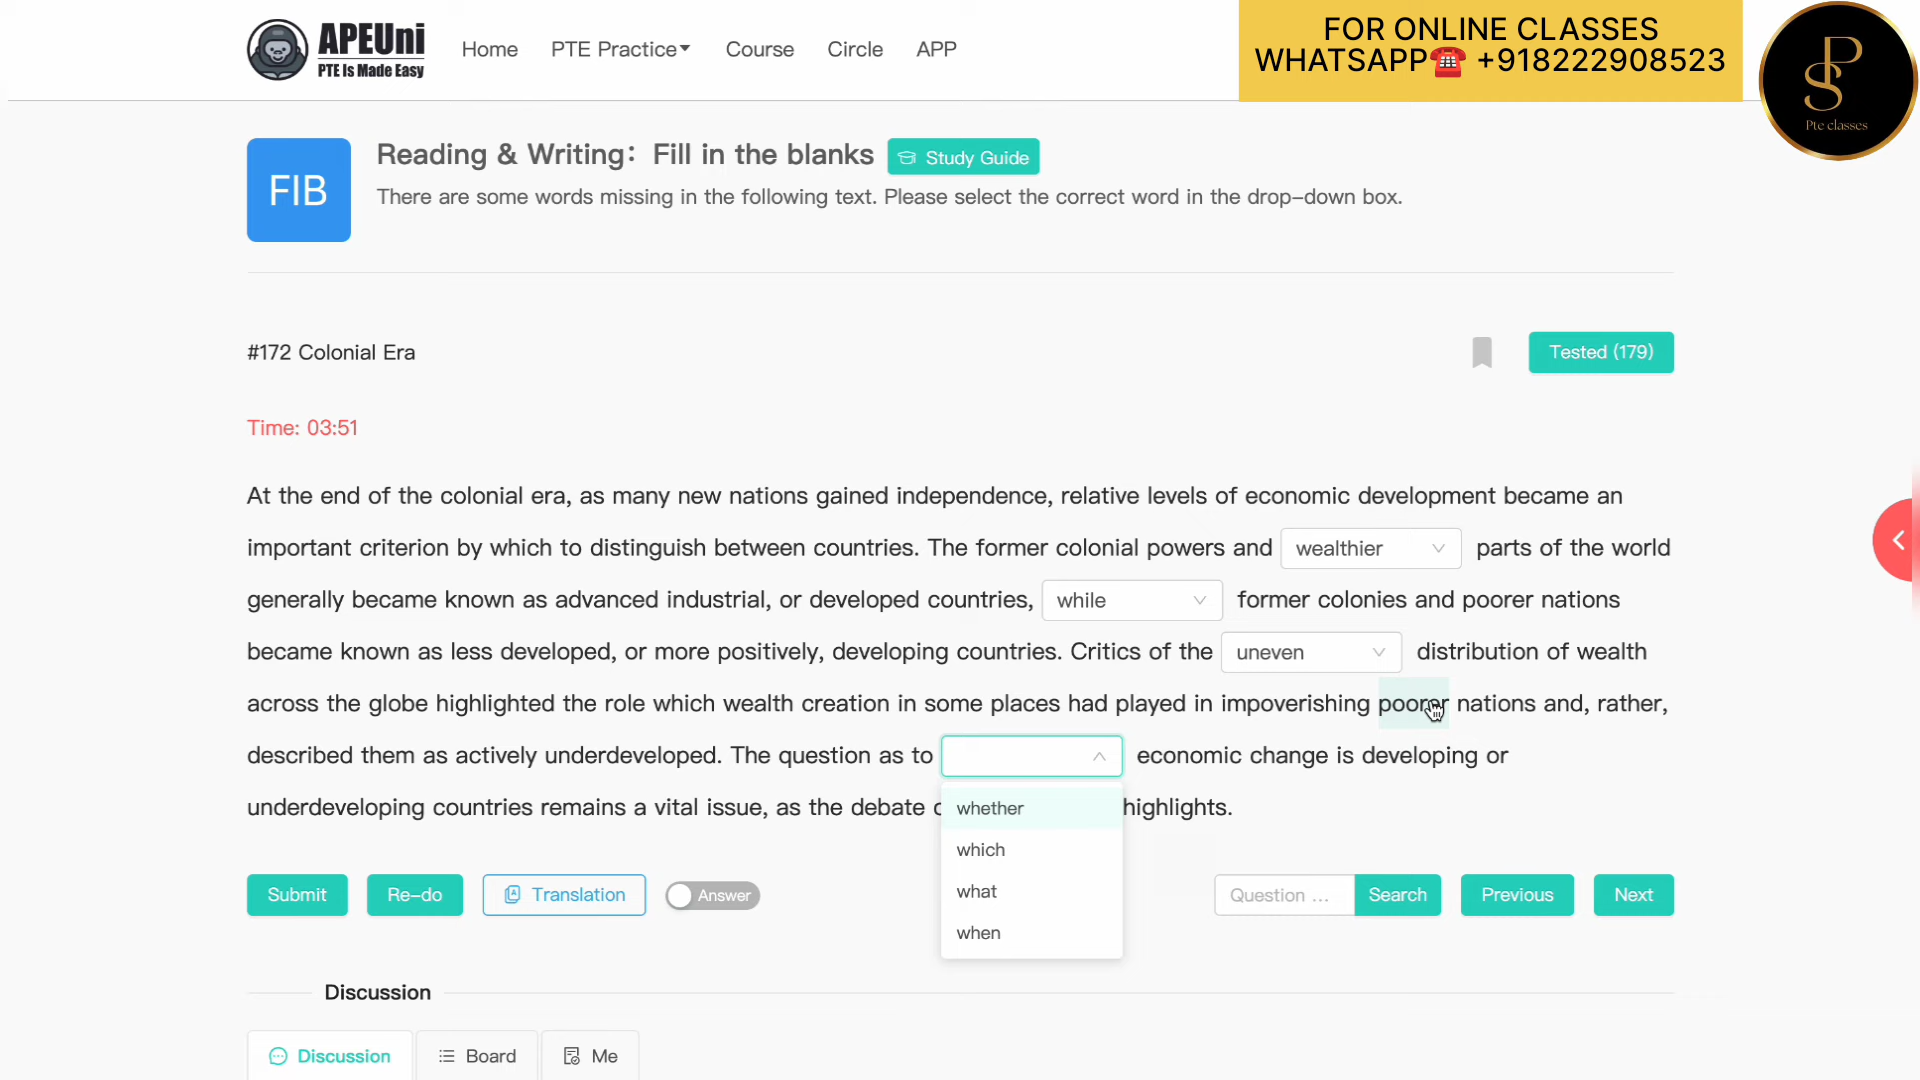 APEUni
PTE Is Made Easy
Home
PTE Practice
Course
Circle
APP
FOR ONLINE CLASSES
WHATSAPP☎️ +918222908523
SP
Pte classes
FIB
Reading & Writing: Fill in the blanks
Study Guide
There are some words missing in the following text. Please select the correct word in the drop-down box.
#172 Colonial Era
Tested (179)
Time: 03:51
At the end of the colonial era, as many new nations gained independence, relative levels of economic development became an
important criterion by which to distinguish between countries. The former colonial powers and wealthier parts of the world
generally became known as advanced industrial, or developed countries, while former colonies and poorer nations
became known as less developed, or more positively, developing countries. Critics of the uneven distribution of wealth
across the globe highlighted the role which wealth creation in some places had played in impoverishing poorer nations and, rather,
described them as actively underdeveloped. The question as to economic change is developing or
underdeveloping countries remains a vital issue, as the debate highlights.
whether
which
what
when
Submit
Re-do
Translation
Answer
Question ...
Search
Previous
Next
Discussion
Discussion
Board
Me